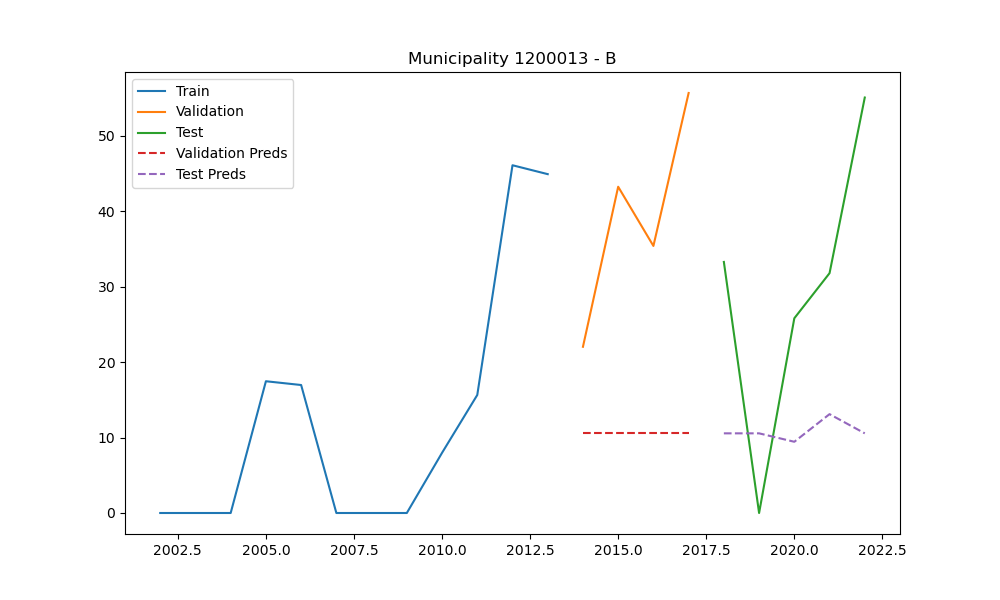 Municipality 1200013 - B
Train
Validation
Test
Validation Preds
Test Preds
50
40
30
20
10
0
2002.5 2005.0 2007.5 2010.0 2012.5 2015.0 2017.5 2020.0 2022.5